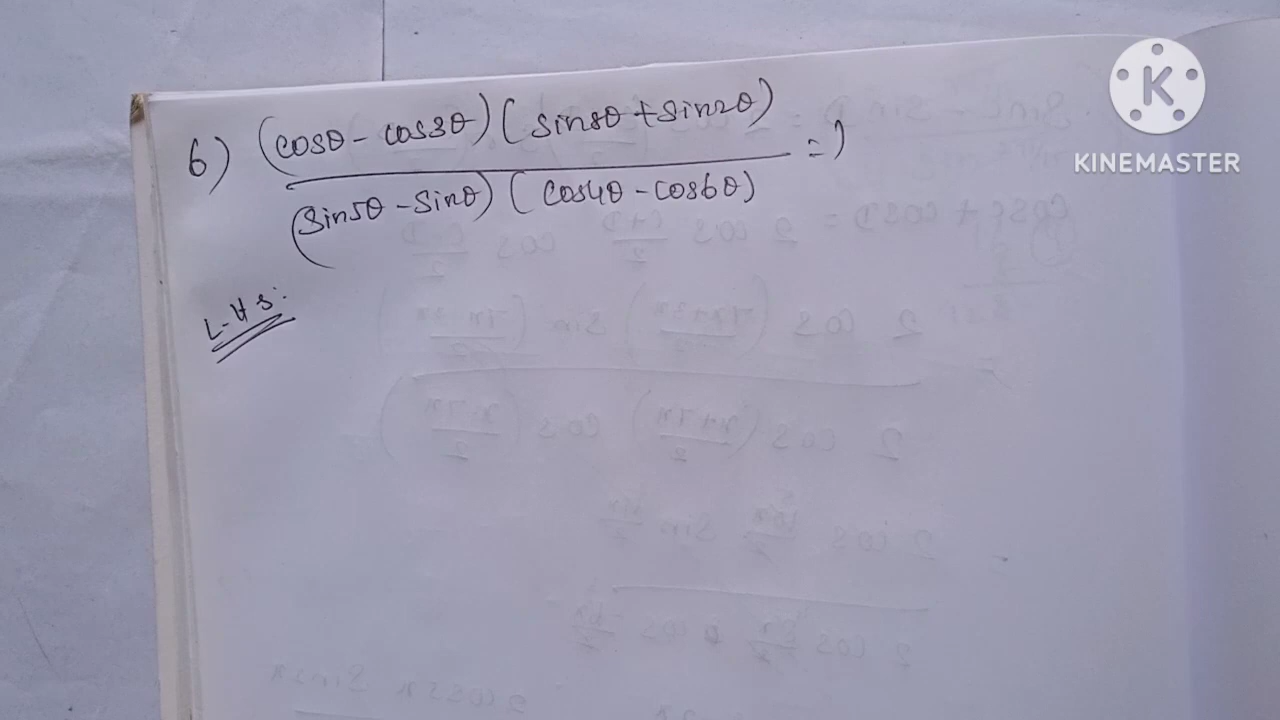 6) (cosθ - cos3θ) (sin8θ + sin2θ)
(sin5θ - sinθ) (cos4θ - cos6θ) = 1
L.H.S:
KINEMASTER